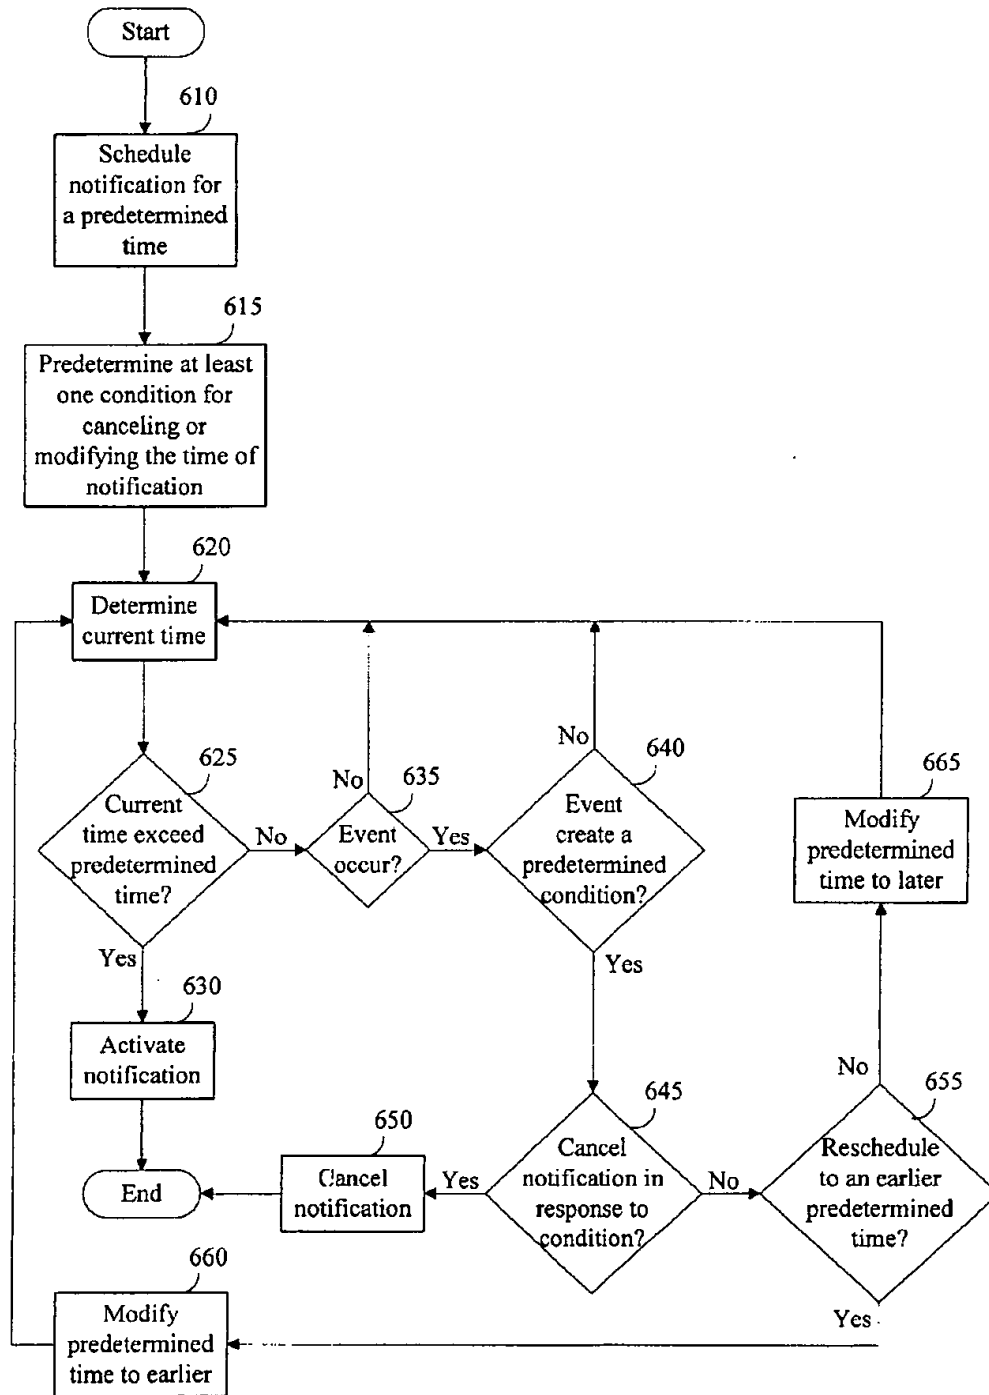 Start
610
Schedule
notification for
a predetermined
time
615
Predetermine at least
one condition for
canceling or
modifying the time of
notification
620
Determine
current time
625
Current
time exceed
predetermined
time?
No
Yes
635
Event
occur?
No
Yes
640
Event
create a
predetermined
condition?
No
Yes
665
Modify
predetermined
time to later
630
Activate
notification
End
650
Cancel
notification
645
Cancel
notification in
response to
condition?
Yes
No
655
Reschedule
to an earlier
predetermined
time?
No
Yes
660
Modify
predetermined
time to earlier